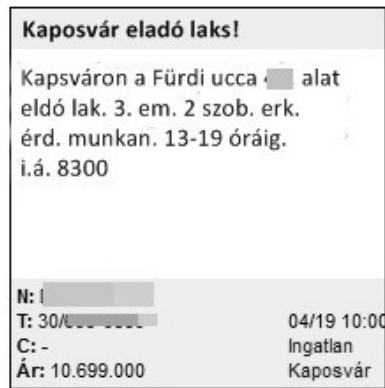 Kaposvár eladó laks!
Kapsváron a Fürdi ucca alat
eldó lak. 3. em. 2 szob. erk.
érd. munkan. 13-19 óráig.
i.á. 8300
N:
T: 30/ 04/19 10:00
C: - Ingatlan
Ár: 10.699.000 Kaposvár